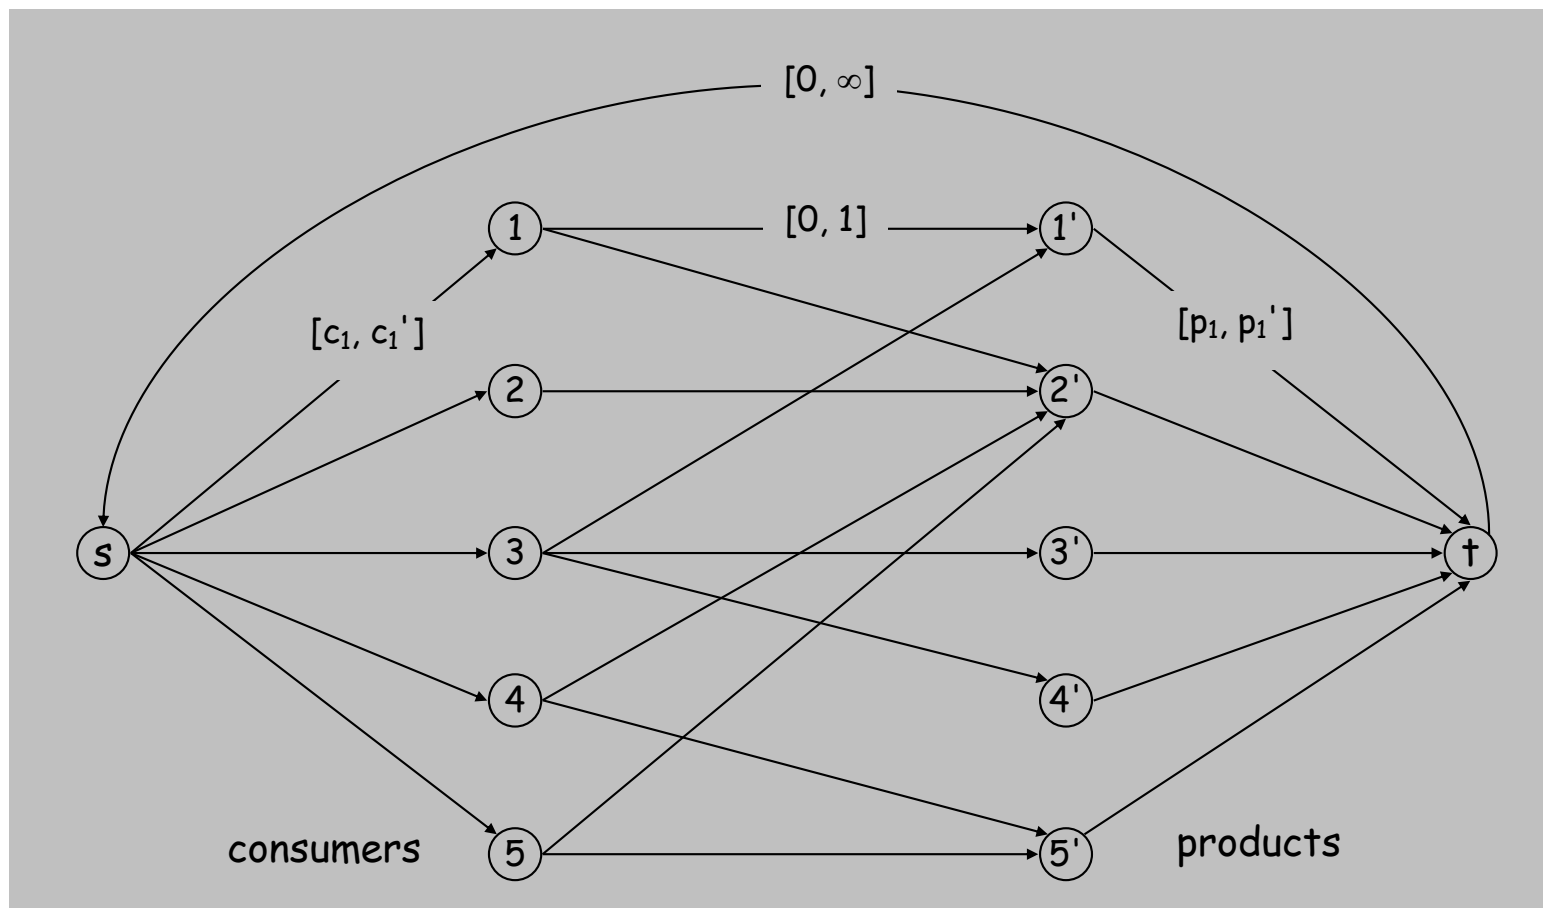 [0, ∞]
1
[0, 1]
1'
[c₁, c₁']
[p₁, p₁']
2
2'
s
3
3'
t
4
4'
consumers
5
5'
products